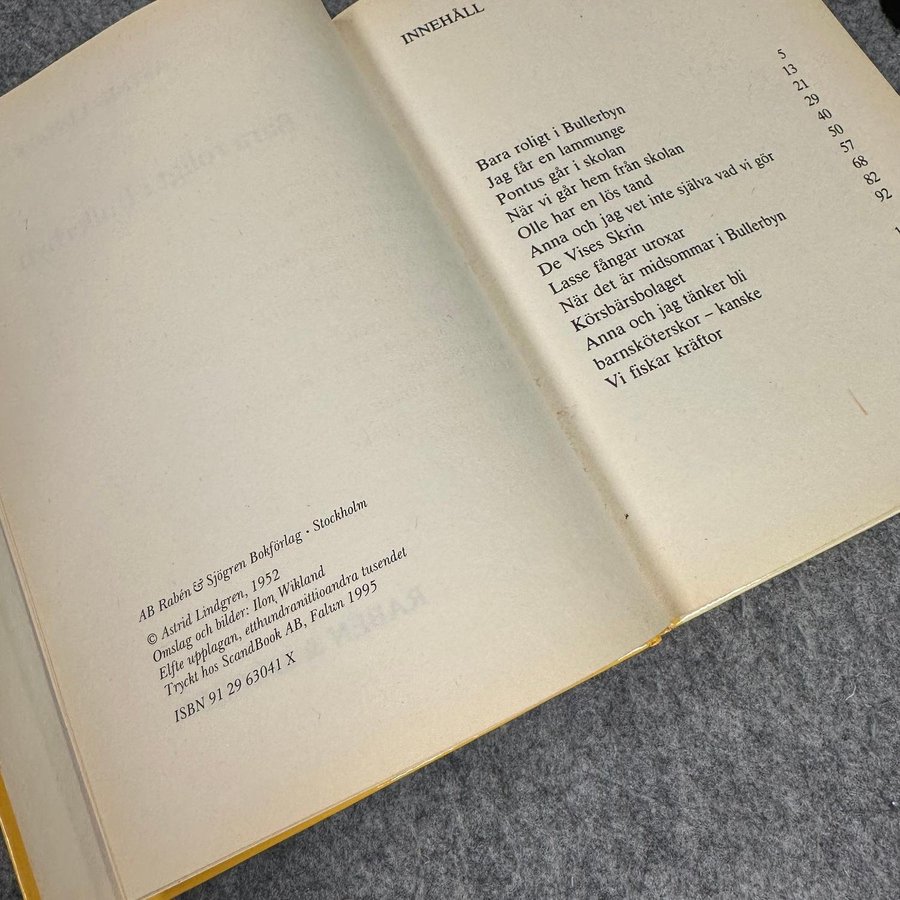 AB Rabén & Sjögren Bokförlag · Stockholm
© Astrid Lindgren, 1952
Omslag och bilder: Ilon Wikland
Elfte upplagan, etthundranittioandra tusendet
Tryckt hos ScandBook AB, Falun 1995
ISBN 91 29 63041 X
INNEHÅLL
Bara roligt i Bullerbyn 5
Jag får en lammunge 13
Pontus går i skolan 21
När vi går hem från skolan 29
Olle har en lös tand 40
Anna och jag vet inte själva vad vi gör 50
De Vises Skrin 57
Lasse fångar uroxar 68
När det är midsommar i Bullerbyn 82
Körsbärsbolaget 92
Anna och jag tänker bli
barnsköterskor – kanske 1
Vi fiskar kräftor